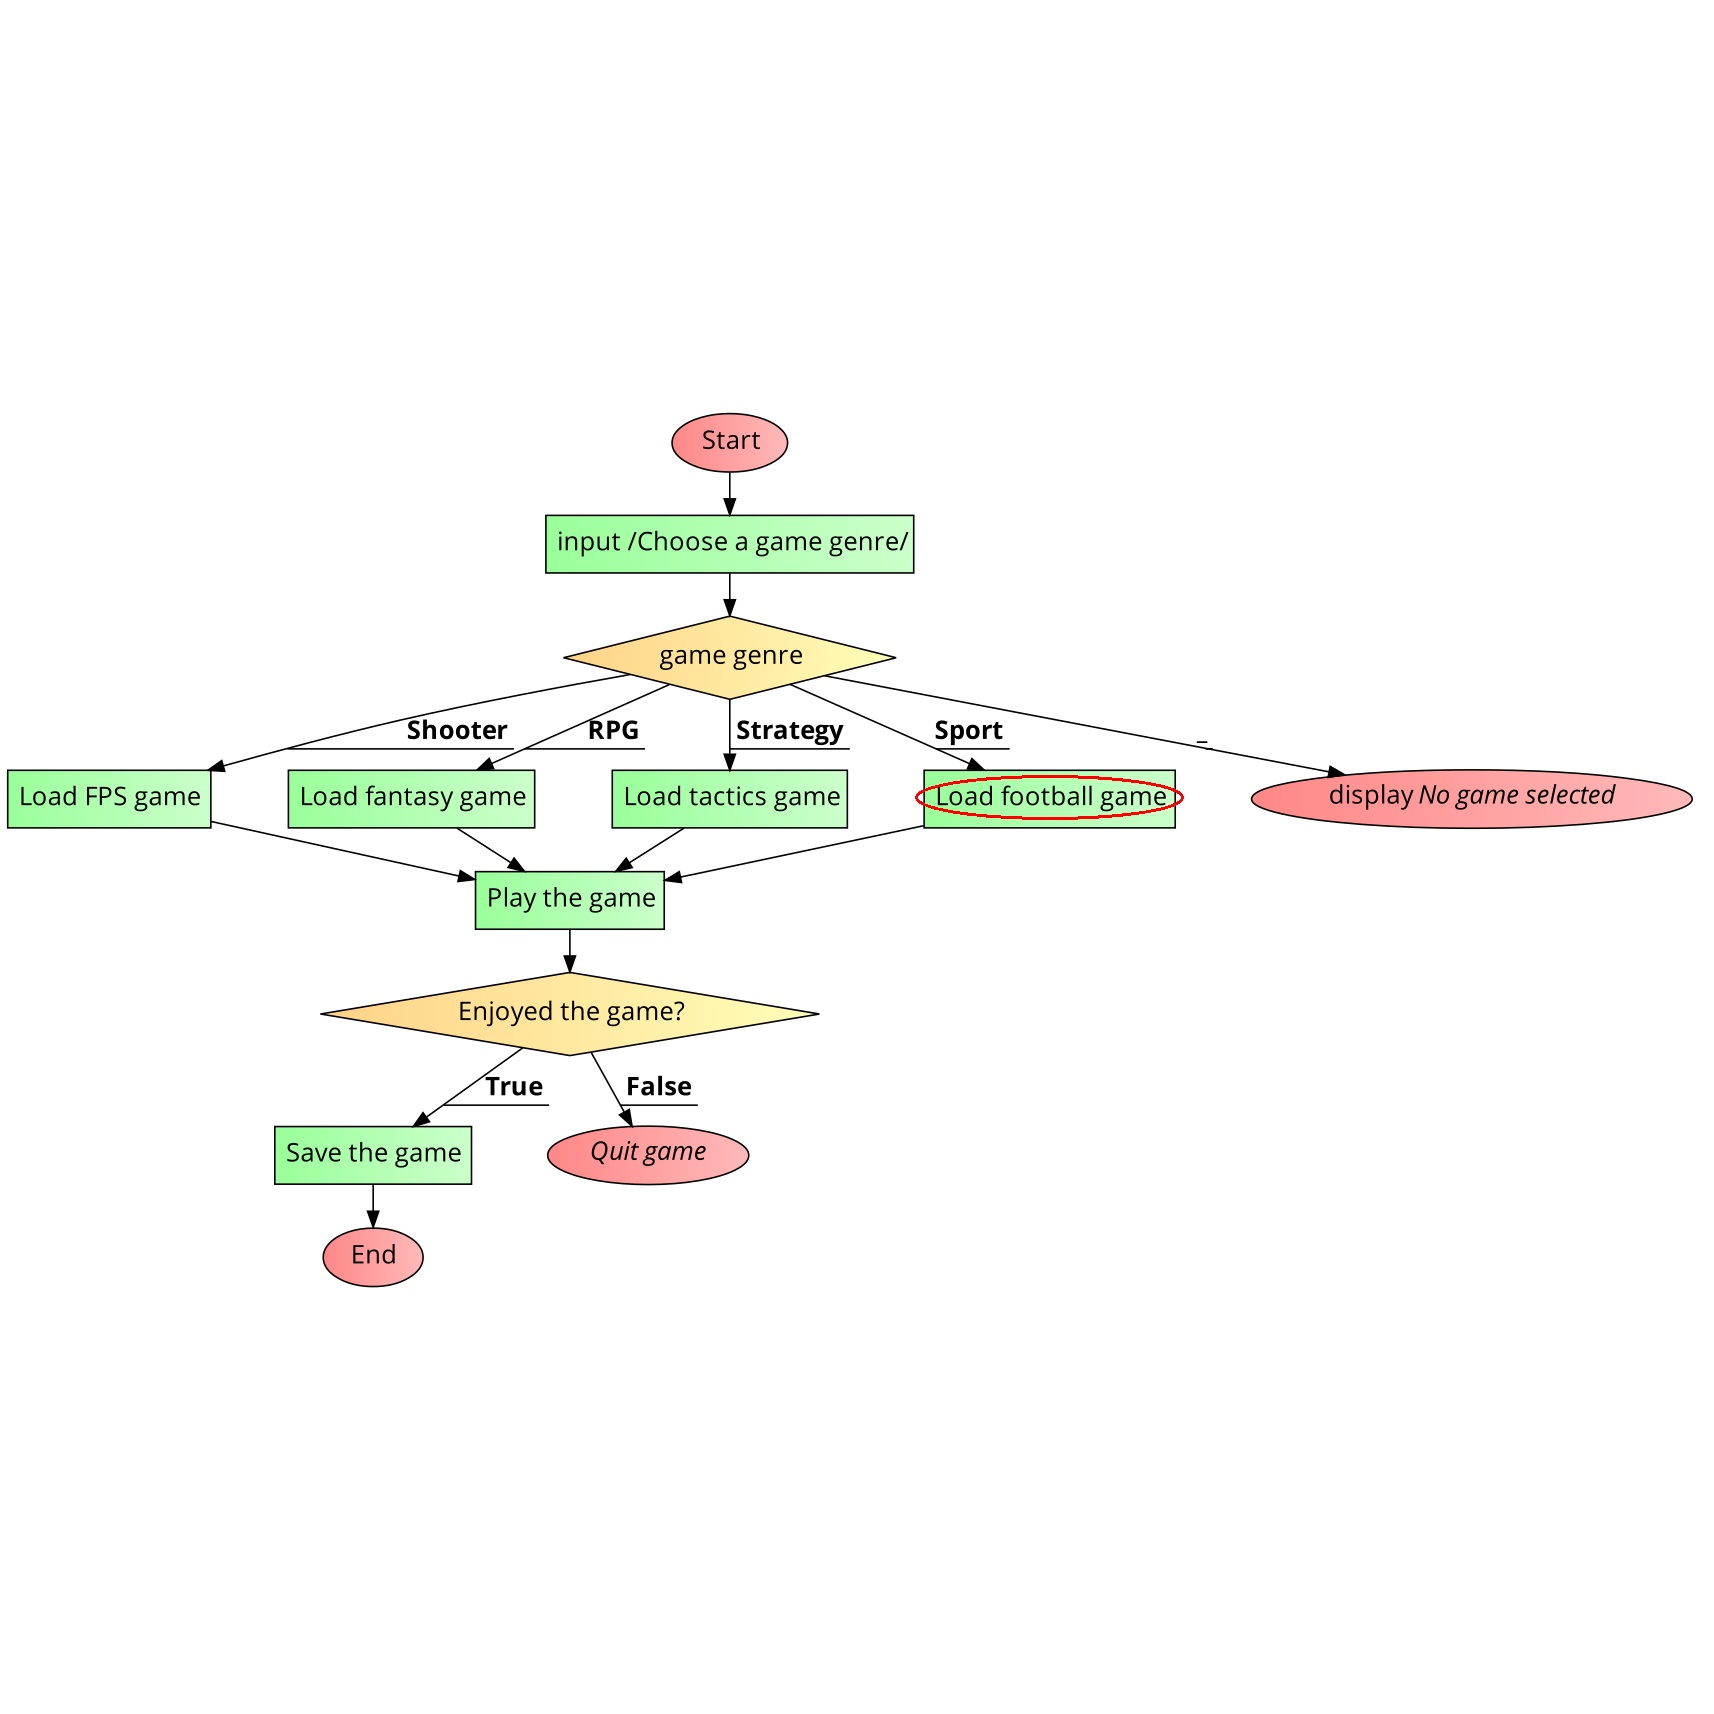 Start
input /Choose a game genre/
game genre
Shooter
RPG
Strategy
Sport
_
Load FPS game
Load fantasy game
Load tactics game
Load football game
display No game selected
Play the game
Enjoyed the game?
True
False
Save the game
Quit game
End